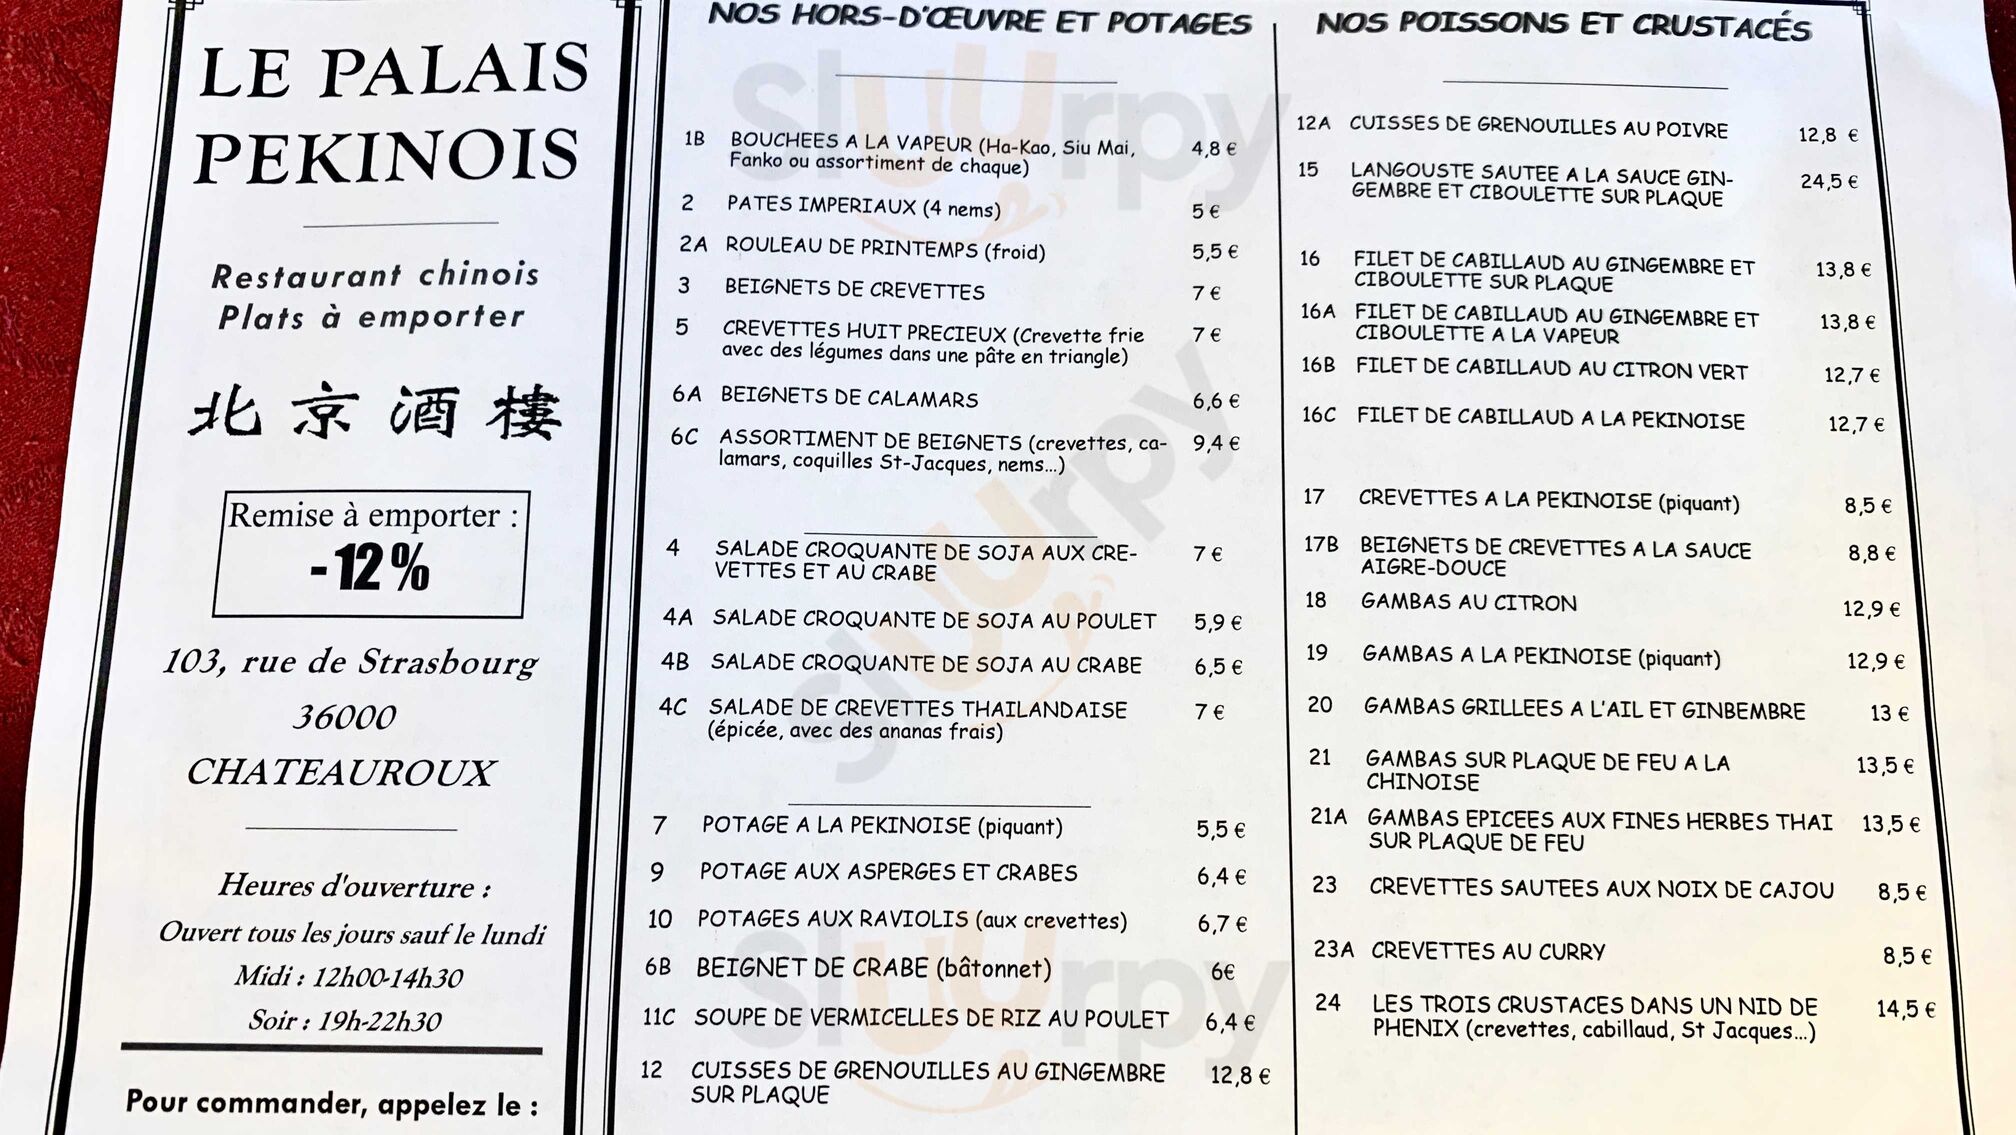 LE PALAIS
PEKINOIS
Restaurant chinois
Plats à emporter
北京酒樓
Remise à emporter :
-12%
103, rue de Strasbourg
36000
CHATEAUROUX
Heures d'ouverture :
Ouvert tous les jours sauf le lundi
Midi : 12h00-14h30
Soir : 19h-22h30
Pour commander, appelez le :
NOS HORS-D'ŒUVRE ET POTAGES
1B BOUCHEES A LA VAPEUR (Ha-Kao, Siu Mai, 4,8 €
Fanko ou assortiment de chaque)
2 PATES IMPERIAUX (4 nems) 5 €
2A ROULEAU DE PRINTEMPS (froid) 5,5 €
3 BEIGNETS DE CREVETTES 7 €
5 CREVETTES HUIT PRECIEUX (Crevette frie 7 €
avec des légumes dans une pâte en triangle)
6A BEIGNETS DE CALAMARS 6,6 €
6C ASSORTIMENT DE BEIGNETS (crevettes, ca- 9,4 €
lamars, coquilles St-Jacques, nems...)
4 SALADE CROQUANTE DE SOJA AUX CRE- 7 €
VETTES ET AU CRABE
4A SALADE CROQUANTE DE SOJA AU POULET 5,9 €
4B SALADE CROQUANTE DE SOJA AU CRABE 6,5 €
4C SALADE DE CREVETTES THAILANDAISE 7 €
(épicée, avec des ananas frais)
7 POTAGE A LA PEKINOISE (piquant) 5,5 €
9 POTAGE AUX ASPERGES ET CRABES 6,4 €
10 POTAGES AUX RAVIOLIS (aux crevettes) 6,7 €
6B BEIGNET DE CRABE (bâtonnet) 6€
11C SOUPE DE VERMICELLES DE RIZ AU POULET 6,4 €
12 CUISSES DE GRENOUILLES AU GINGEMBRE 12,8 €
SUR PLAQUE
NOS POISSONS ET CRUSTACÉS
12A CUISSES DE GRENOUILLES AU POIVRE 12,8 €
15 LANGOUSTE SAUTEE A LA SAUCE GIN- 24,5 €
GEMBRE ET CIBOULETTE SUR PLAQUE
16 FILET DE CABILLAUD AU GINGEMBRE ET 13,8 €
CIBOULETTE SUR PLAQUE
16A FILET DE CABILLAUD AU GINGEMBRE ET 13,8 €
CIBOULETTE A LA VAPEUR
16B FILET DE CABILLAUD AU CITRON VERT 12,7 €
16C FILET DE CABILLAUD A LA PEKINOISE 12,7 €
17 CREVETTES A LA PEKINOISE (piquant) 8,5 €
17B BEIGNETS DE CREVETTES A LA SAUCE 8,8 €
AIGRE-DOUCE
18 GAMBAS AU CITRON 12,9 €
19 GAMBAS A LA PEKINOISE (piquant) 12,9 €
20 GAMBAS GRILLEES A L'AIL ET GINBEMBRE 13 €
21 GAMBAS SUR PLAQUE DE FEU A LA 13,5 €
CHINOISE
21A GAMBAS EPICEES AUX FINES HERBES THAI 13,5 €
SUR PLAQUE DE FEU
23 CREVETTES SAUTEES AUX NOIX DE CAJOU 8,5 €
23A CREVETTES AU CURRY 8,5 €
24 LES TROIS CRUSTACES DANS UN NID DE 14,5 €
PHENIX (crevettes, cabillaud, St Jacques...)
sluurpy
sluurpy
sluurpy